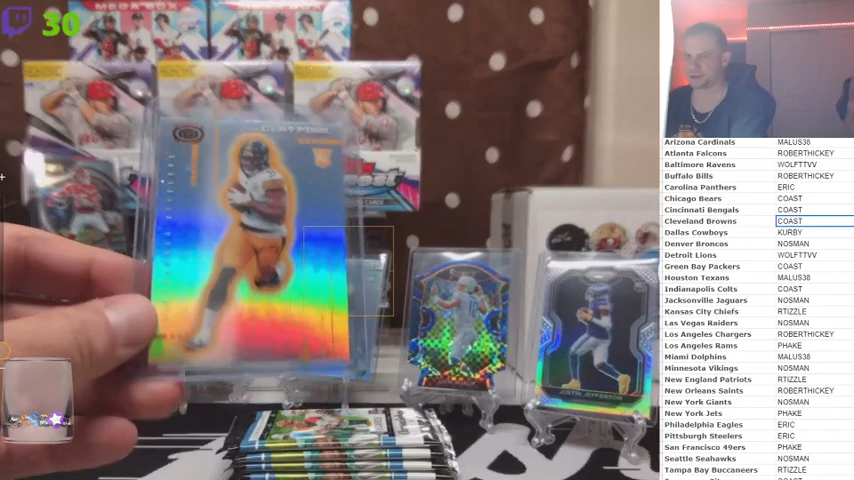 30
MEGA BOX
Arizona Cardinals MALUS38
Atlanta Falcons ROBERTHICKEY
Baltimore Ravens WOLFTTVV
Buffalo Bills ROBERTHICKEY
Carolina Panthers ERIC
Chicago Bears COAST
Cincinnati Bengals COAST
Cleveland Browns COAST
Dallas Cowboys KURBY
Denver Broncos NOSMAN
Detroit Lions WOLFTTVV
Green Bay Packers COAST
Houston Texans MALUS38
Indianapolis Colts COAST
Jacksonville Jaguars NOSMAN
Kansas City Chiefs RTIZZLE
Las Vegas Raiders NOSMAN
Los Angeles Chargers ROBERTHICKEY
Los Angeles Rams PHAKE
Miami Dolphins MALUS38
Minnesota Vikings NOSMAN
New England Patriots RTIZZLE
New Orleans Saints ROBERTHICKEY
New York Giants NOSMAN
New York Jets PHAKE
Philadelphia Eagles ERIC
Pittsburgh Steelers ERIC
San Francisco 49ers PHAKE
Seattle Seahawks NOSMAN
Tampa Bay Buccaneers RTIZZLE
JUSTIN JEFFERSON